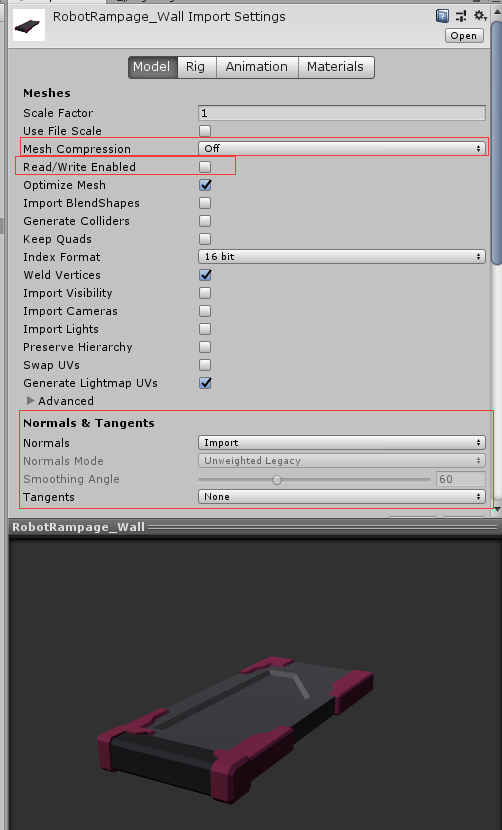 RobotRampage_Wall Import Settings
Open
Model Rig Animation Materials
Meshes
Scale Factor 1
Use File Scale
Mesh Compression Off
Read/Write Enabled
Optimize Mesh
Import BlendShapes
Generate Colliders
Keep Quads
Index Format 16 bit
Weld Vertices
Import Visibility
Import Cameras
Import Lights
Preserve Hierarchy
Swap UVs
Generate Lightmap UVs
Advanced
Normals & Tangents
Normals Import
Normals Mode Unweighted Legacy
Smoothing Angle 60
Tangents None
RobotRampage_Wall